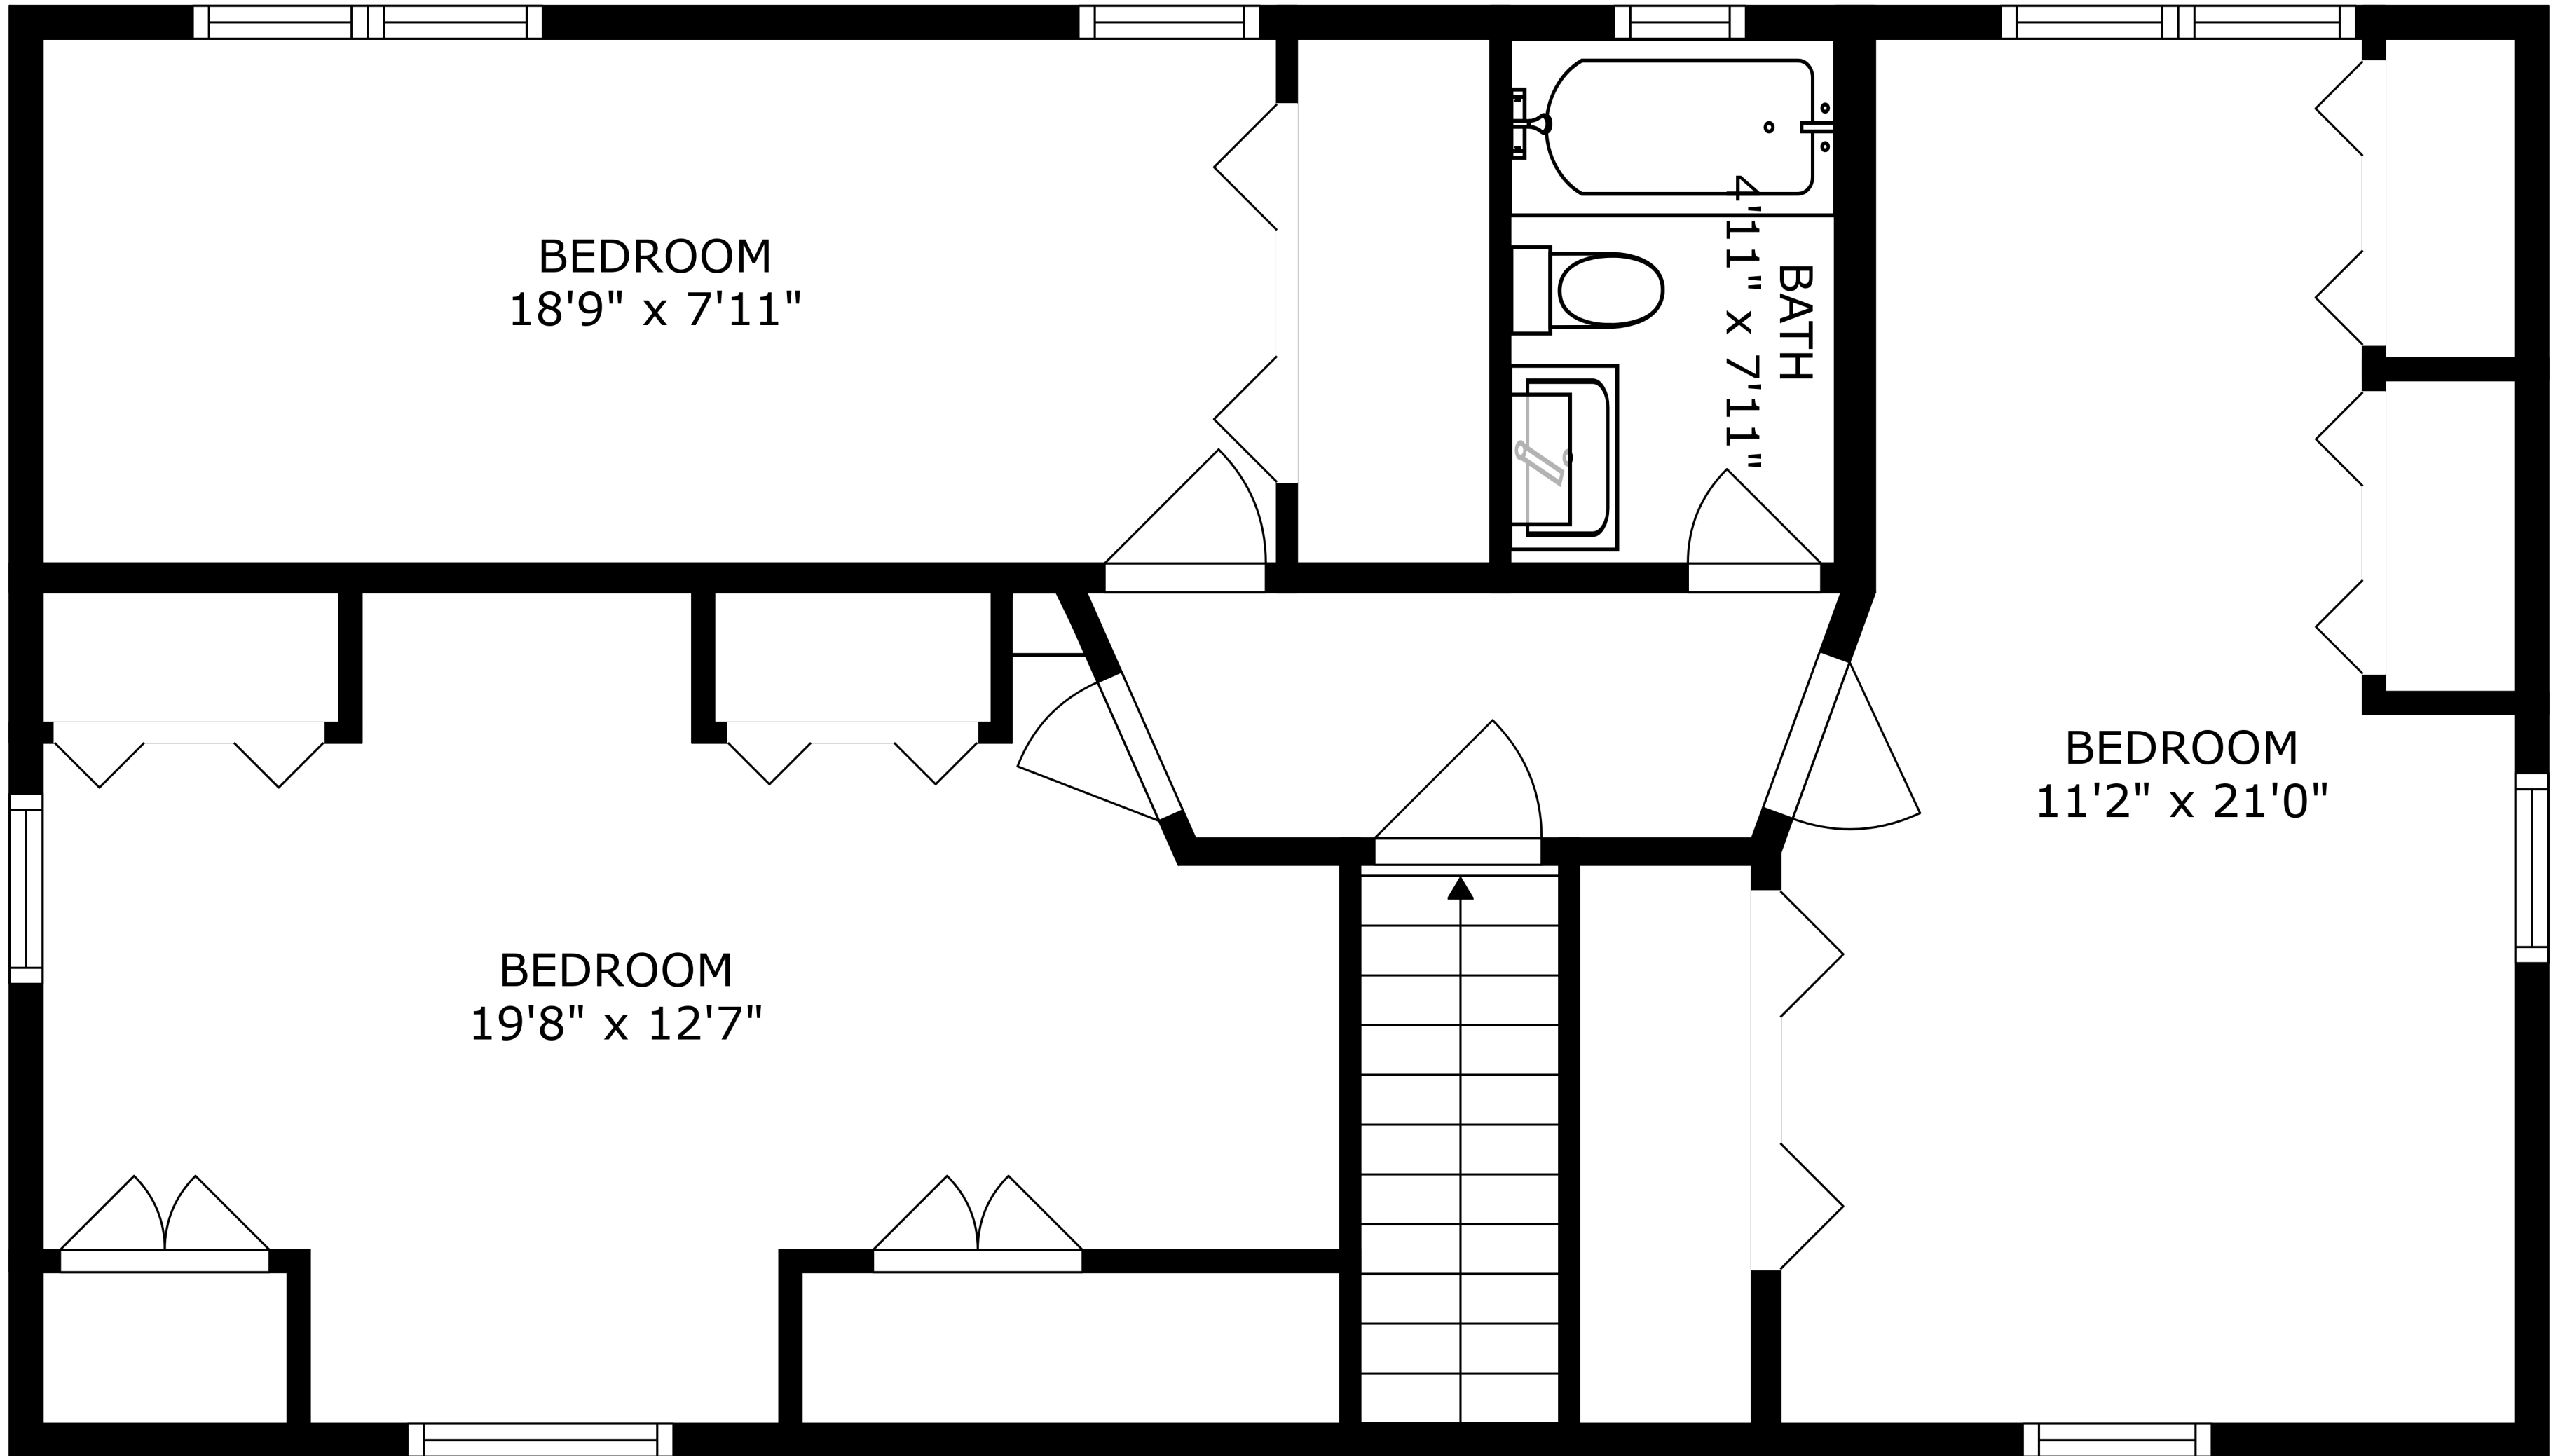 BEDROOM
18'9" x 7'11"
BATH
4'11" x 7'11"
BEDROOM
11'2" x 21'0"
BEDROOM
19'8" x 12'7"